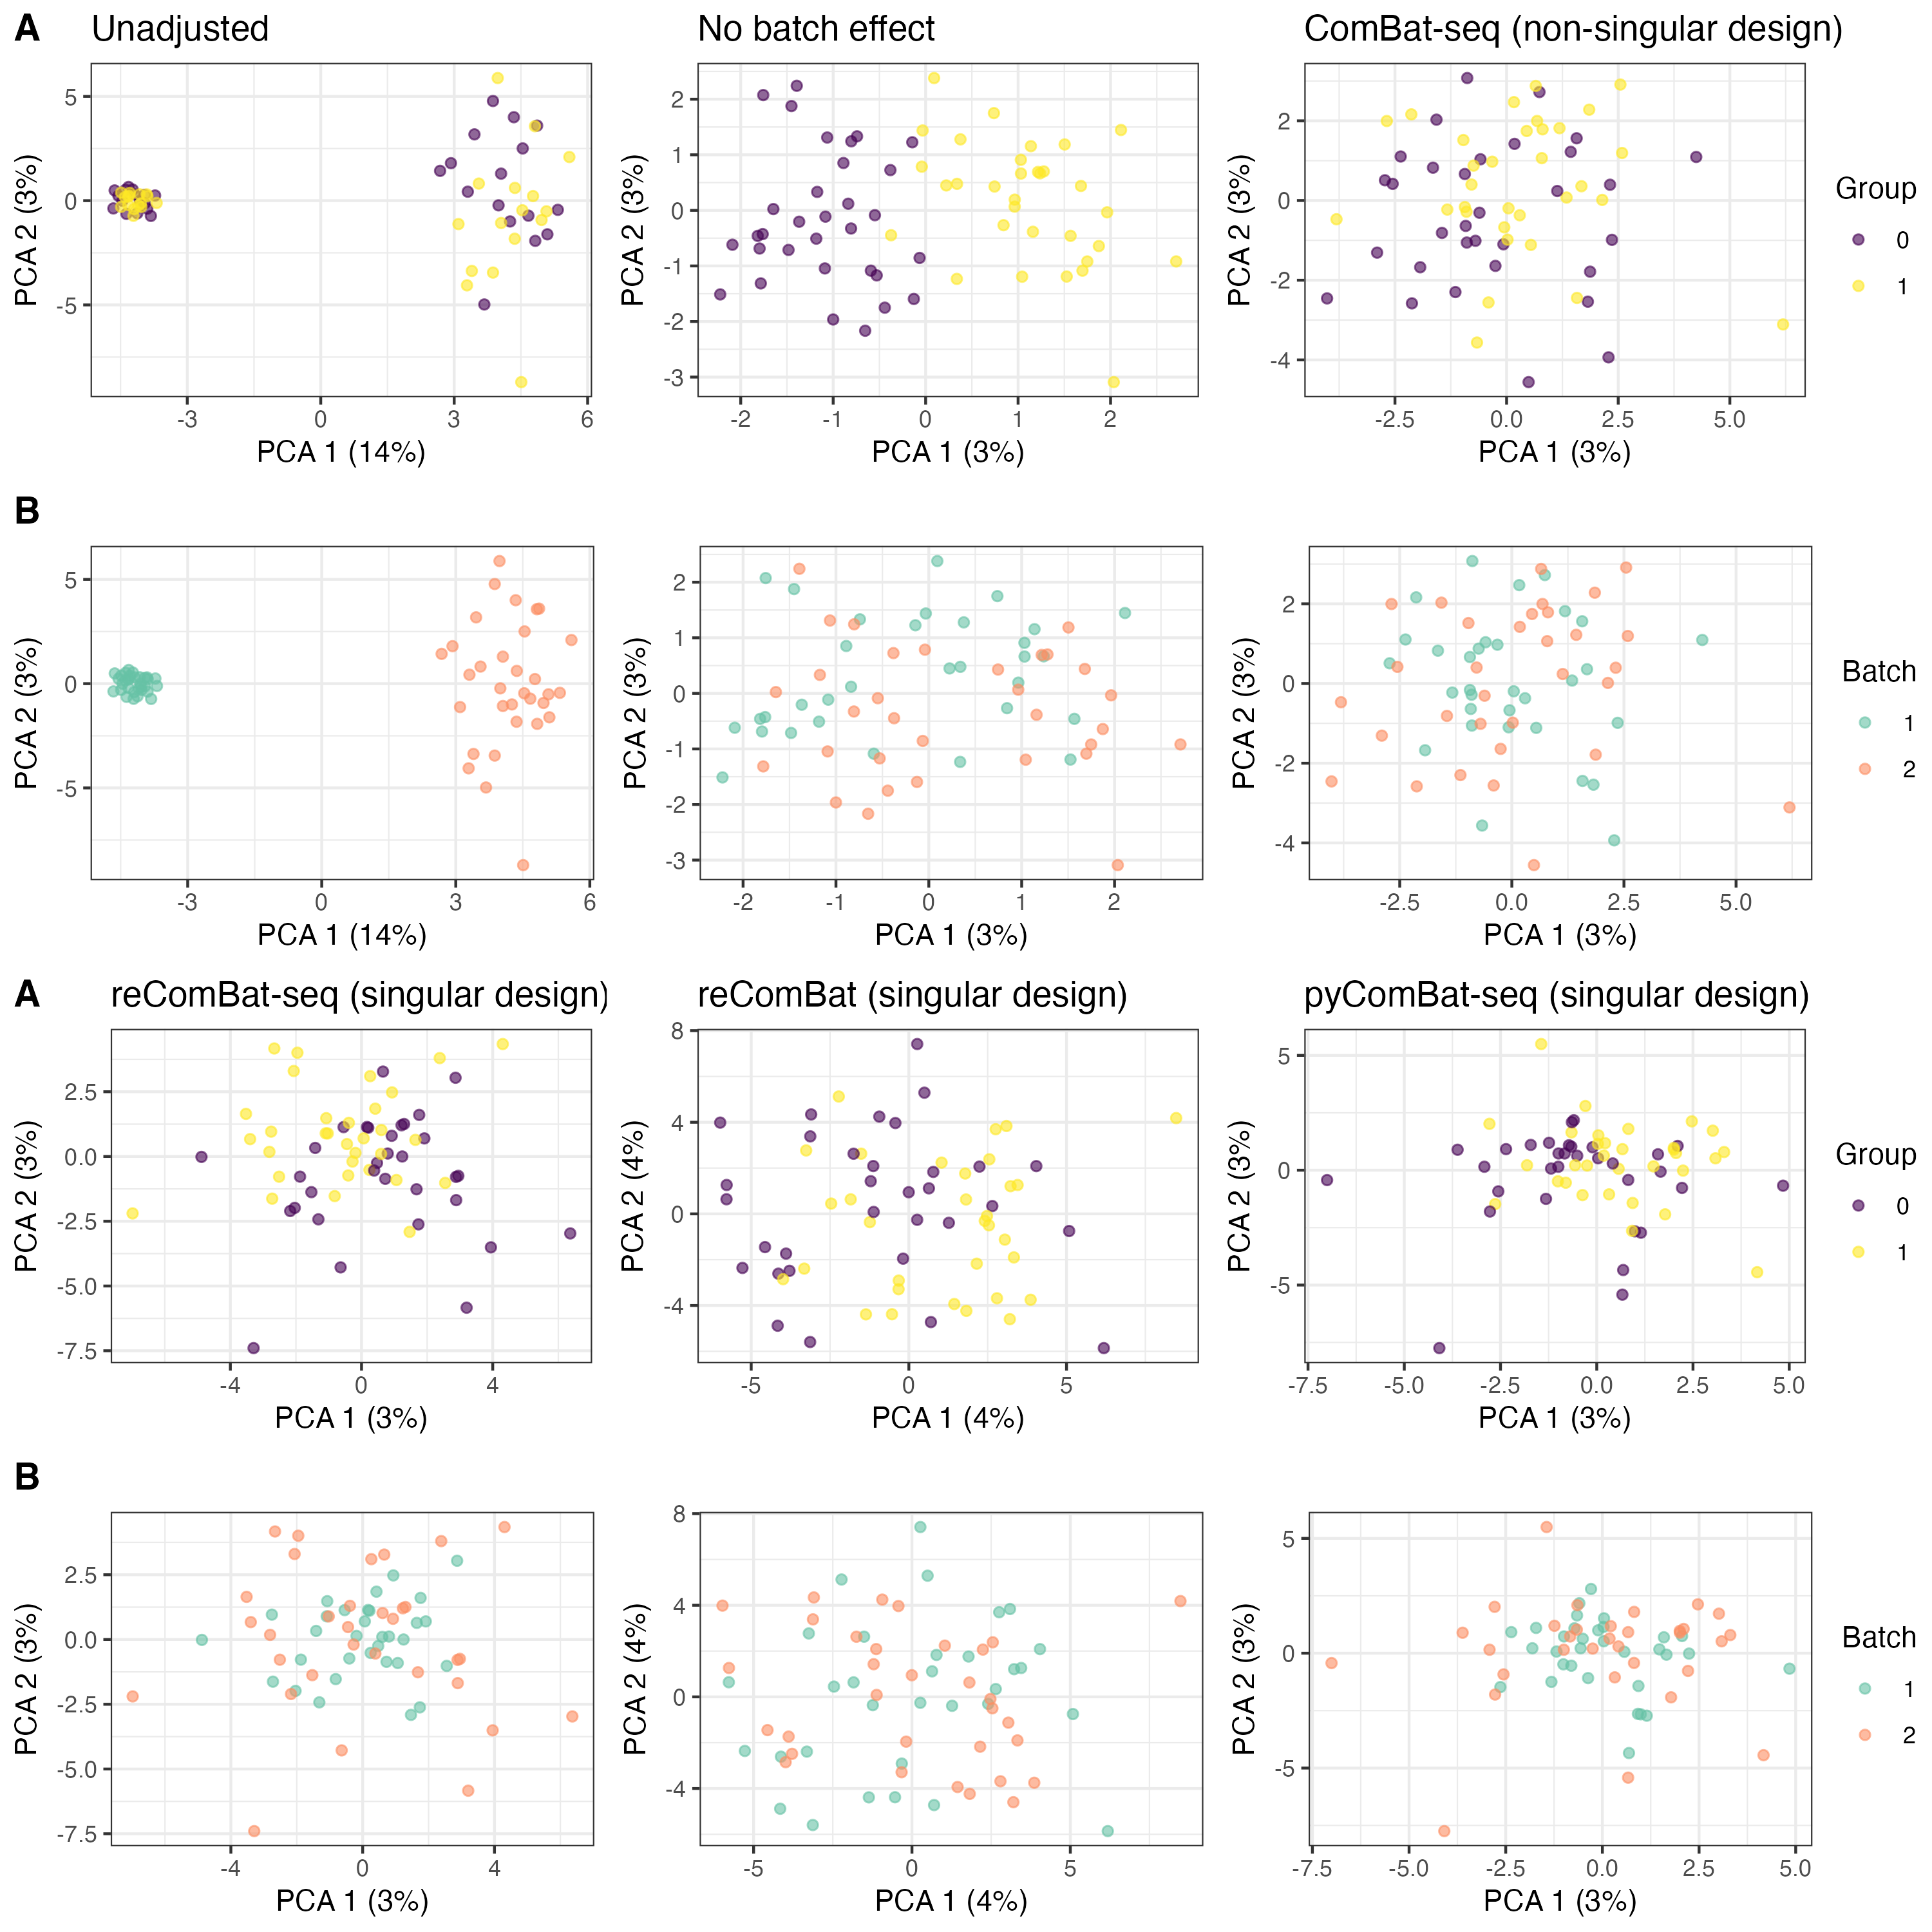 A Unadjusted No batch effect ComBat-seq (non-singular design)
PCA 2 (3%)
5
0
-5
-3 0 3 6
PCA 1 (14%)
PCA 2 (3%)
2
1
0
-1
-2
-3
-2 -1 0 1 2
PCA 1 (3%)
PCA 2 (3%)
2
0
-2
-4
-2.5 0.0 2.5 5.0
PCA 1 (3%)
Group
0
1
B
PCA 2 (3%)
5
0
-5
-3 0 3 6
PCA 1 (14%)
PCA 2 (3%)
2
1
0
-1
-2
-3
-2 -1 0 1 2
PCA 1 (3%)
PCA 2 (3%)
2
0
-2
-4
-2.5 0.0 2.5 5.0
PCA 1 (3%)
Batch
1
2
A reComBat-seq (singular design) reComBat (singular design) pyComBat-seq (singular design)
PCA 2 (3%)
2.5
0.0
-2.5
-5.0
-7.5
-4 0 4
PCA 1 (3%)
PCA 2 (4%)
8
4
0
-4
-5 0 5
PCA 1 (4%)
PCA 2 (3%)
5
0
-5
-7.5 -5.0 -2.5 0.0 2.5 5.0
PCA 1 (3%)
Group
0
1
B
PCA 2 (3%)
2.5
0.0
-2.5
-5.0
-7.5
-4 0 4
PCA 1 (3%)
PCA 2 (4%)
8
4
0
-4
-5 0 5
PCA 1 (4%)
PCA 2 (3%)
5
0
-5
-7.5 -5.0 -2.5 0.0 2.5 5.0
PCA 1 (3%)
Batch
1
2